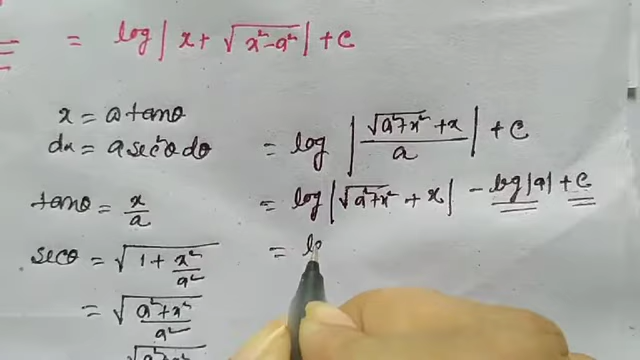 = log| x + √(x²-a²) | + c
x = a tanθ
dx = a sec²θ dθ
= log | (√(a²+x²) + x)/a | + c
tanθ = x/a
= log|√(a²+x²) + x| - log|a| + c
secθ = √(1 + x²/a²)
= lo
= √((a²+x²)/a²)